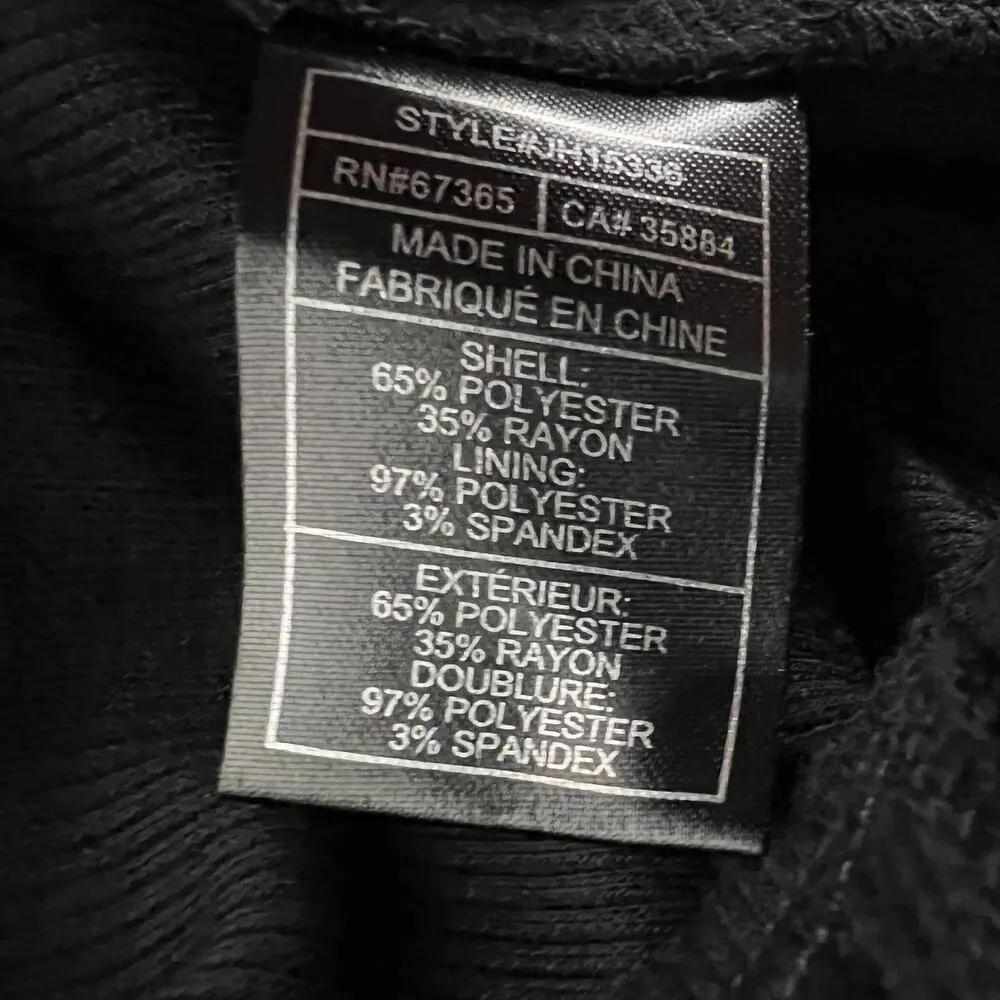 STYLE#JH15336
RN#67365 CA# 35884
MADE IN CHINA
FABRIQUÉ EN CHINE
SHELL:
65% POLYESTER
35% RAYON
LINING:
97% POLYESTER
3% SPANDEX
EXTÉRIEUR:
65% POLYESTER
35% RAYON
DOUBLURE:
97% POLYESTER
3% SPANDEX